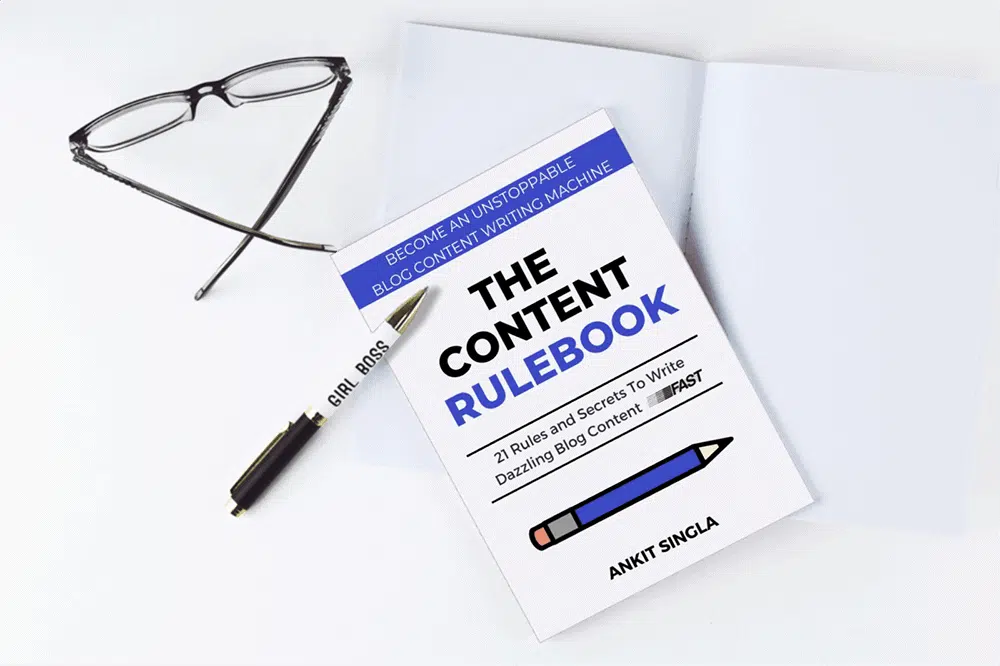 BECOME AN UNSTOPPABLE
BLOG CONTENT WRITING MACHINE
THE
CONTENT
RULEBOOK
21 Rules and Secrets To Write
Dazzling Blog Content FAST
ANKIT SINGLA
GIRL BOSS